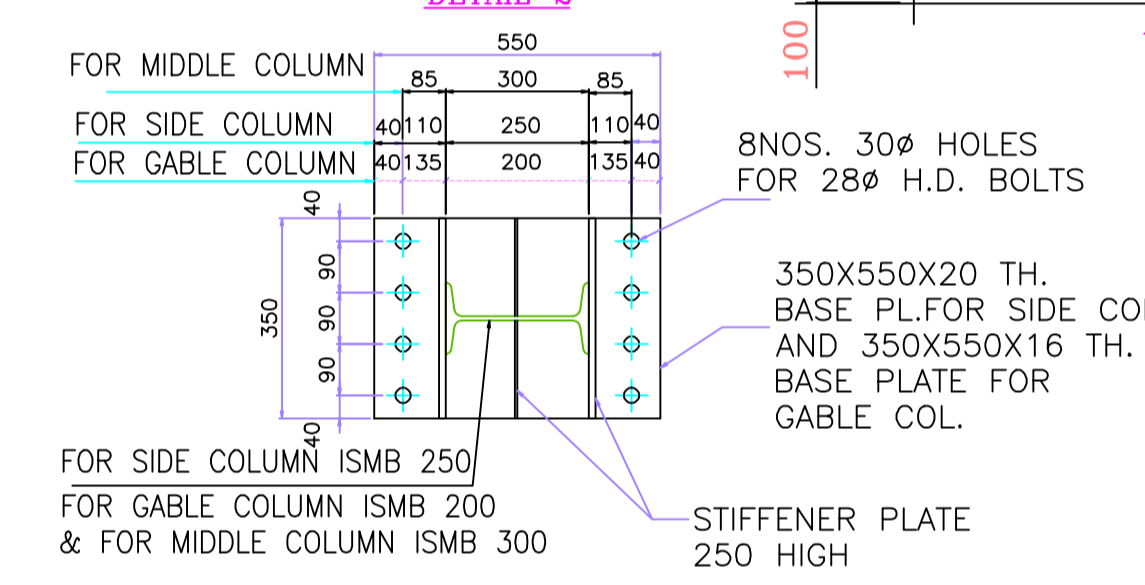 DETAIL 2
550
FOR MIDDLE COLUMN
85 300 85
FOR SIDE COLUMN 40 110 250 110 40
FOR GABLE COLUMN 40 135 200 135 40
100
8NOS. 30ø HOLES
FOR 28ø H.D. BOLTS
40
90
90
90
40
350
350X550X20 TH.
BASE PL.FOR SIDE CO
AND 350X550X16 TH.
BASE PLATE FOR
GABLE COL.
FOR SIDE COLUMN ISMB 250
FOR GABLE COLUMN ISMB 200
& FOR MIDDLE COLUMN ISMB 300
STIFFENER PLATE
250 HIGH